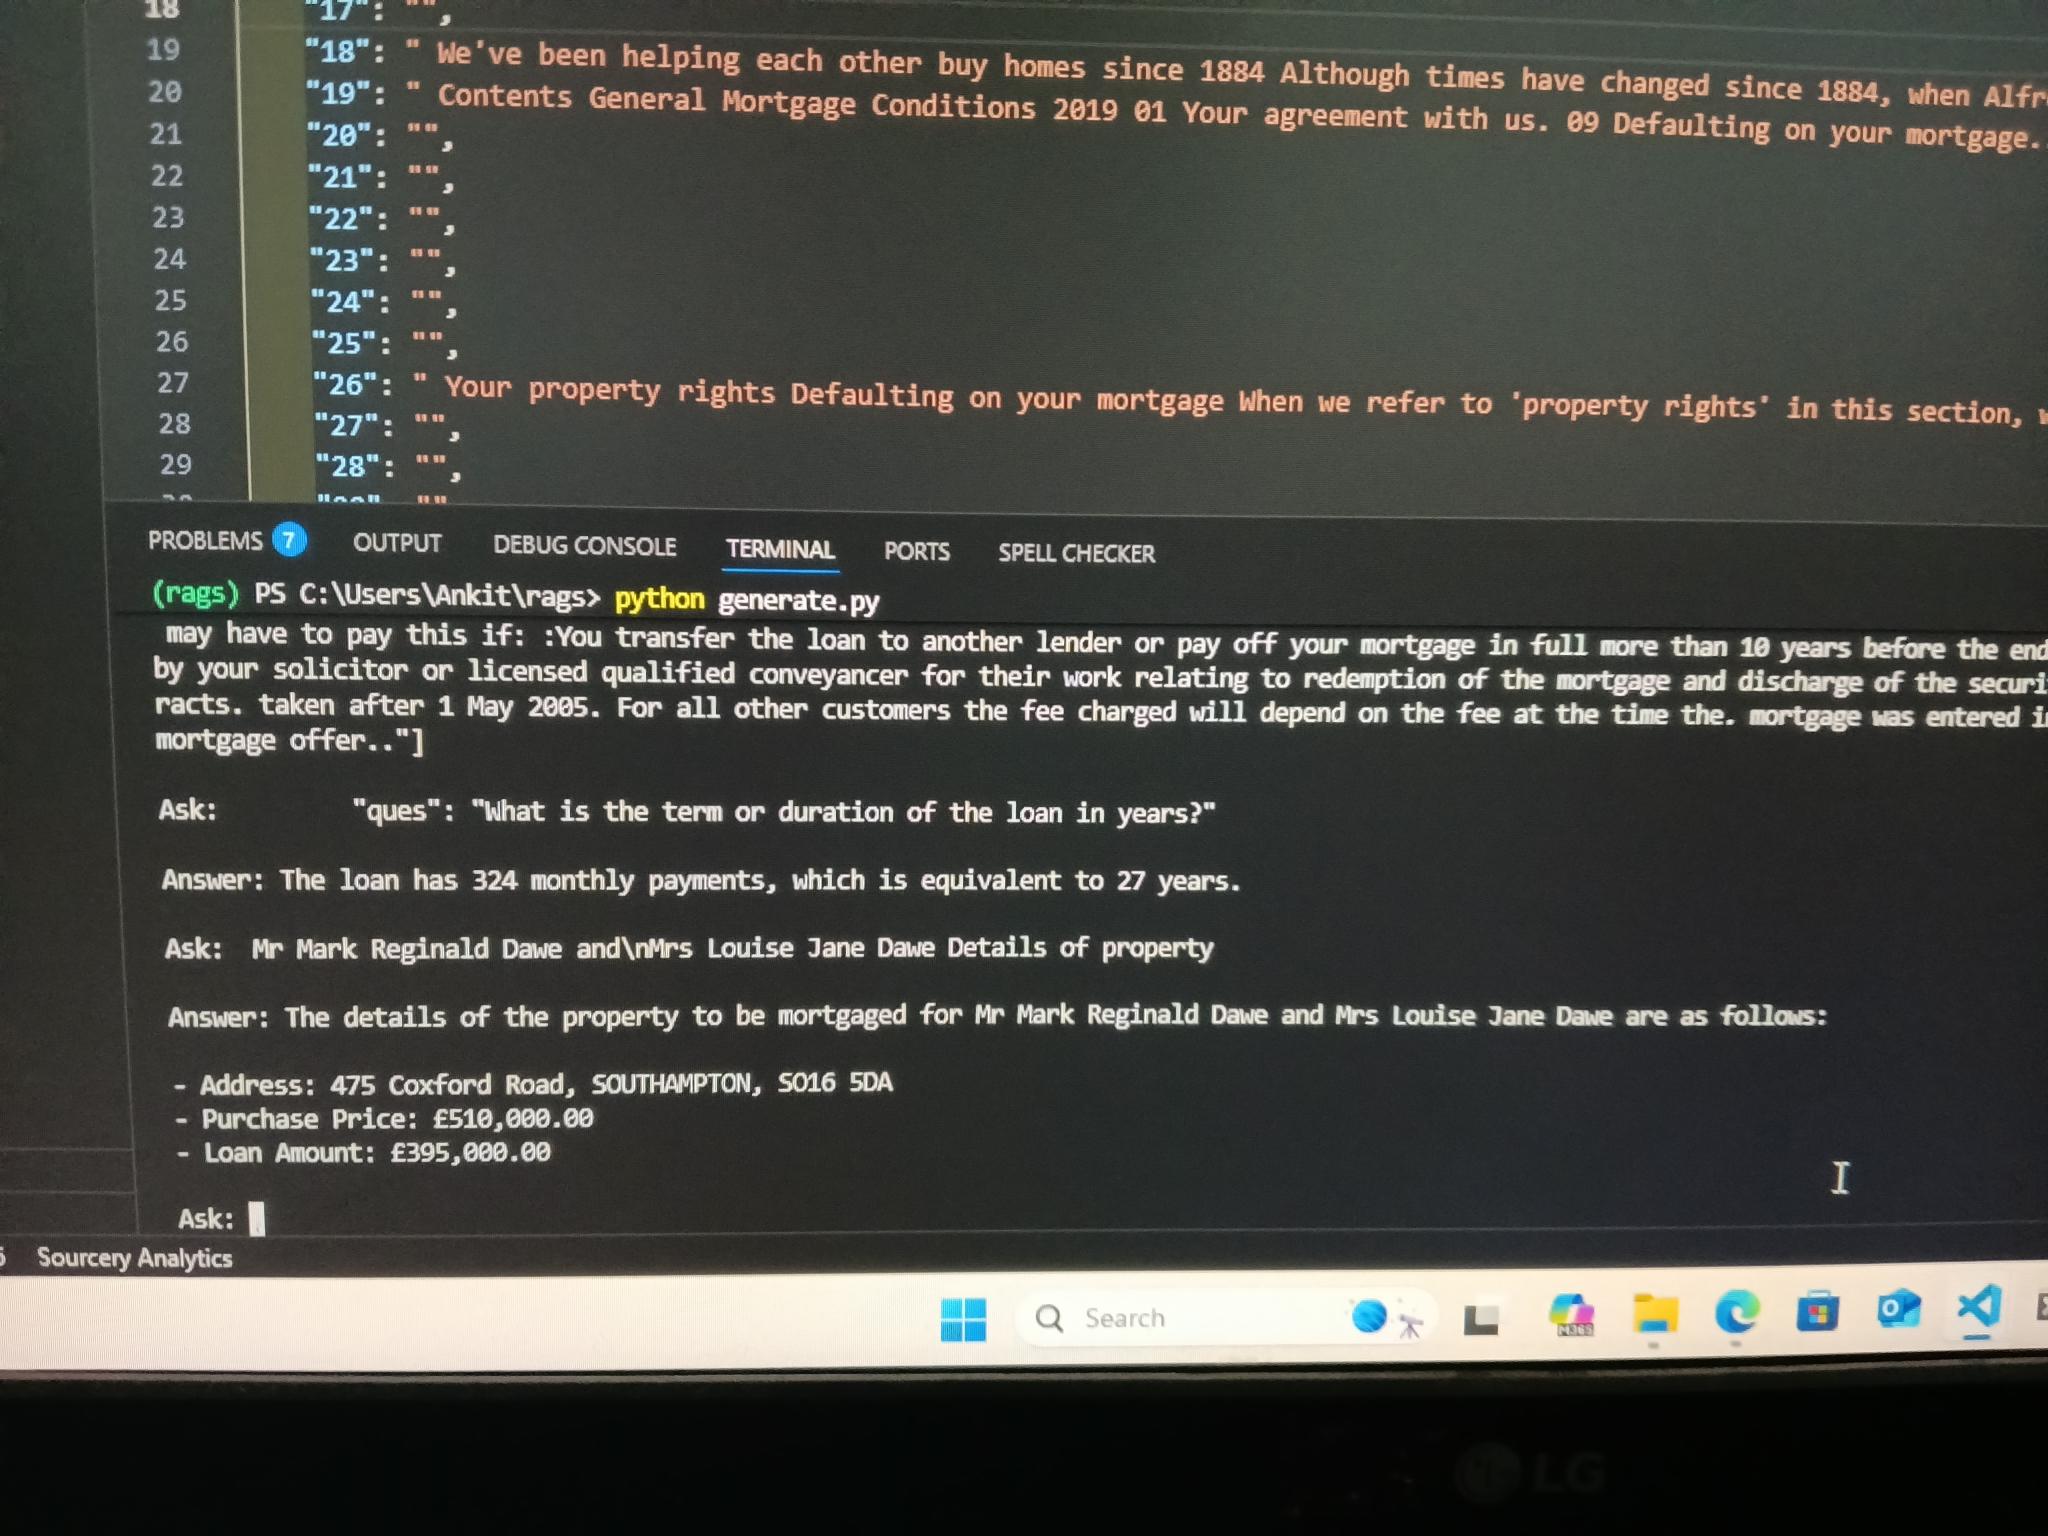 18 "17": "",
19 "18": " We've been helping each other buy homes since 1884 Although times have changed since 1884, when Alfr
20 "19": " Contents General Mortgage Conditions 2019 01 Your agreement with us. 09 Defaulting on your mortgage..
21 "20": "",
22 "21": "",
23 "22": "",
24 "23": "",
25 "24": "",
26 "25": "",
27 "26": " Your property rights Defaulting on your mortgage When we refer to 'property rights' in this section,
28 "27": "",
29 "28": "",
PROBLEMS 7 OUTPUT DEBUG CONSOLE TERMINAL PORTS SPELL CHECKER
(rags) PS C:\Users\Ankit\rags> python generate.py
may have to pay this if: :You transfer the loan to another lender or pay off your mortgage in full more than 10 years before the end
by your solicitor or licensed qualified conveyancer for their work relating to redemption of the mortgage and discharge of the securi
racts. taken after 1 May 2005. For all other customers the fee charged will depend on the fee at the time the. mortgage was entered in
mortgage offer.."]
Ask: "ques": "What is the term or duration of the loan in years?"
Answer: The loan has 324 monthly payments, which is equivalent to 27 years.
Ask: Mr Mark Reginald Dawe and\nMrs Louise Jane Dawe Details of property
Answer: The details of the property to be mortgaged for Mr Mark Reginald Dawe and Mrs Louise Jane Dawe are as follows:
- Address: 475 Coxford Road, SOUTHAMPTON, SO16 5DA
- Purchase Price: £510,000.00
- Loan Amount: £395,000.00
Ask:
Sourcery Analytics
Search
M365
LG